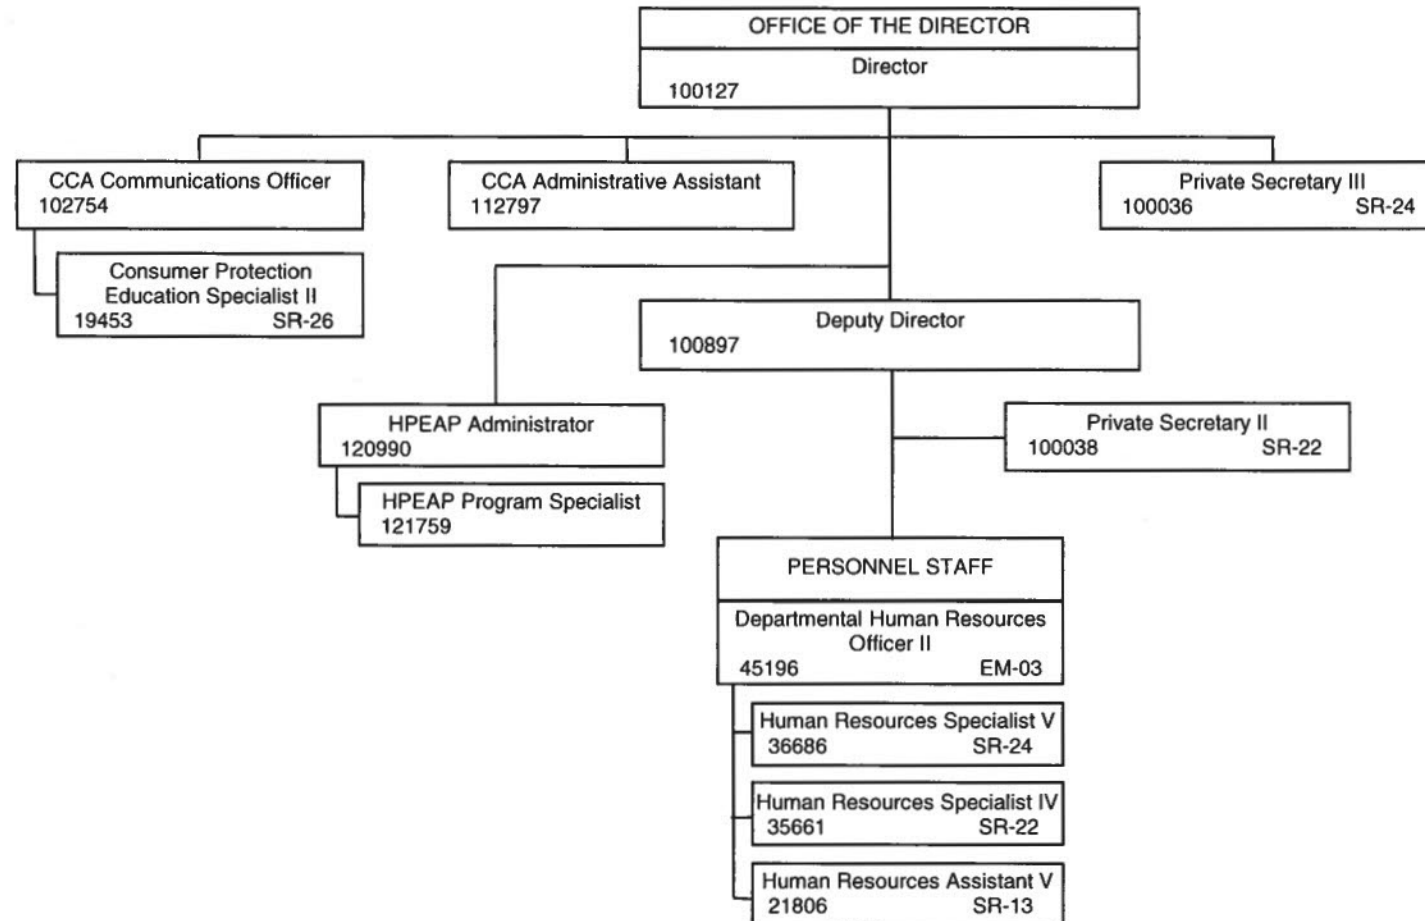 OFFICE OF THE DIRECTOR
Director
100127
CCA Communications Officer
102754
CCA Administrative Assistant
112797
Private Secretary III
100036 SR-24
Consumer Protection
Education Specialist II
19453 SR-26
Deputy Director
100897
HPEAP Administrator
120990
Private Secretary II
100038 SR-22
HPEAP Program Specialist
121759
PERSONNEL STAFF
Departmental Human Resources
Officer II
45196 EM-03
Human Resources Specialist V
36686 SR-24
Human Resources Specialist IV
35661 SR-22
Human Resources Assistant V
21806 SR-13